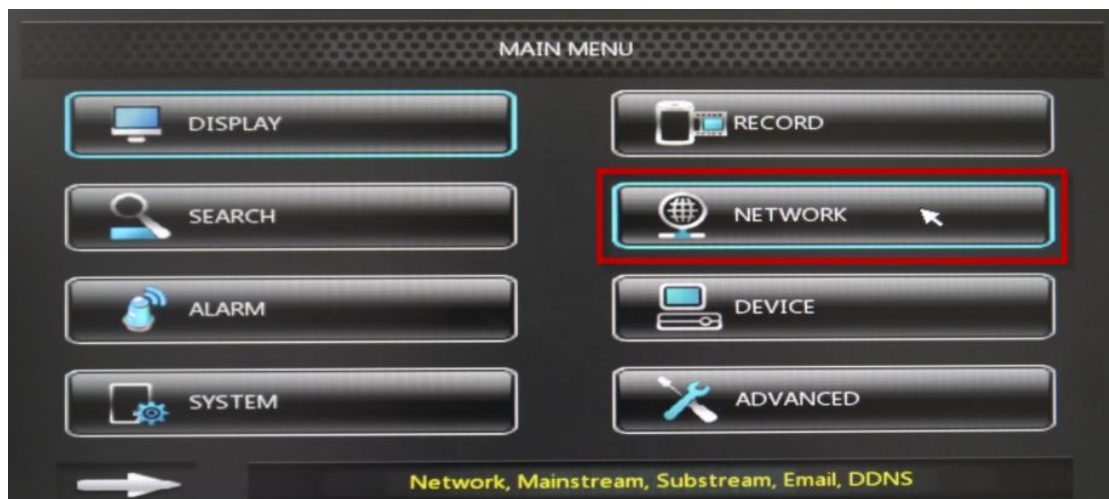 MAIN MENU
DISPLAY
RECORD
SEARCH
NETWORK
ALARM
DEVICE
SYSTEM
ADVANCED
Network, Mainstream, Substream, Email, DDNS